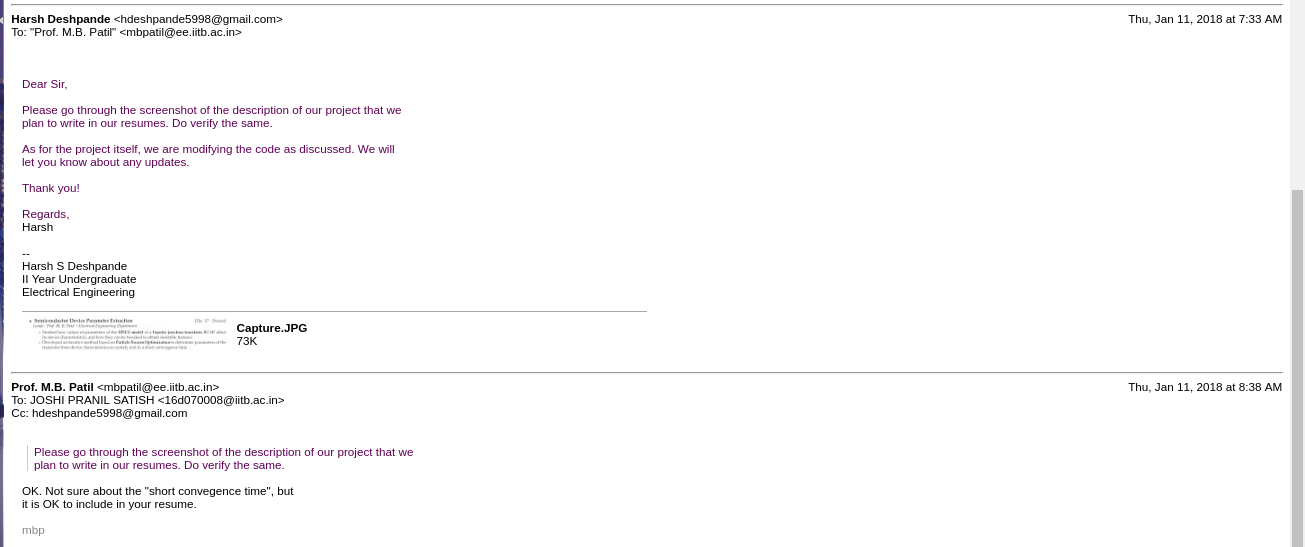 Harsh Deshpande <hdeshpande5998@gmail.com>
Thu, Jan 11, 2018 at 7:33 AM
To: "Prof. M.B. Patil" <mbpatil@ee.iitb.ac.in>
Dear Sir,
Please go through the screenshot of the description of our project that we
plan to write in our resumes. Do verify the same.
As for the project itself, we are modifying the code as discussed. We will
let you know about any updates.
Thank you!
Regards,
Harsh
--
Harsh S Deshpande
II Year Undergraduate
Electrical Engineering
Semiconductor Device Parameter Extraction
Capture.JPG
73K
Prof. M.B. Patil <mbpatil@ee.iitb.ac.in>
Thu, Jan 11, 2018 at 8:38 AM
To: JOSHI PRANIL SATISH <16d070008@iitb.ac.in>
Cc: hdeshpande5998@gmail.com
Please go through the screenshot of the description of our project that we
plan to write in our resumes. Do verify the same.
OK. Not sure about the "short convegence time", but
it is OK to include in your resume.
mbp